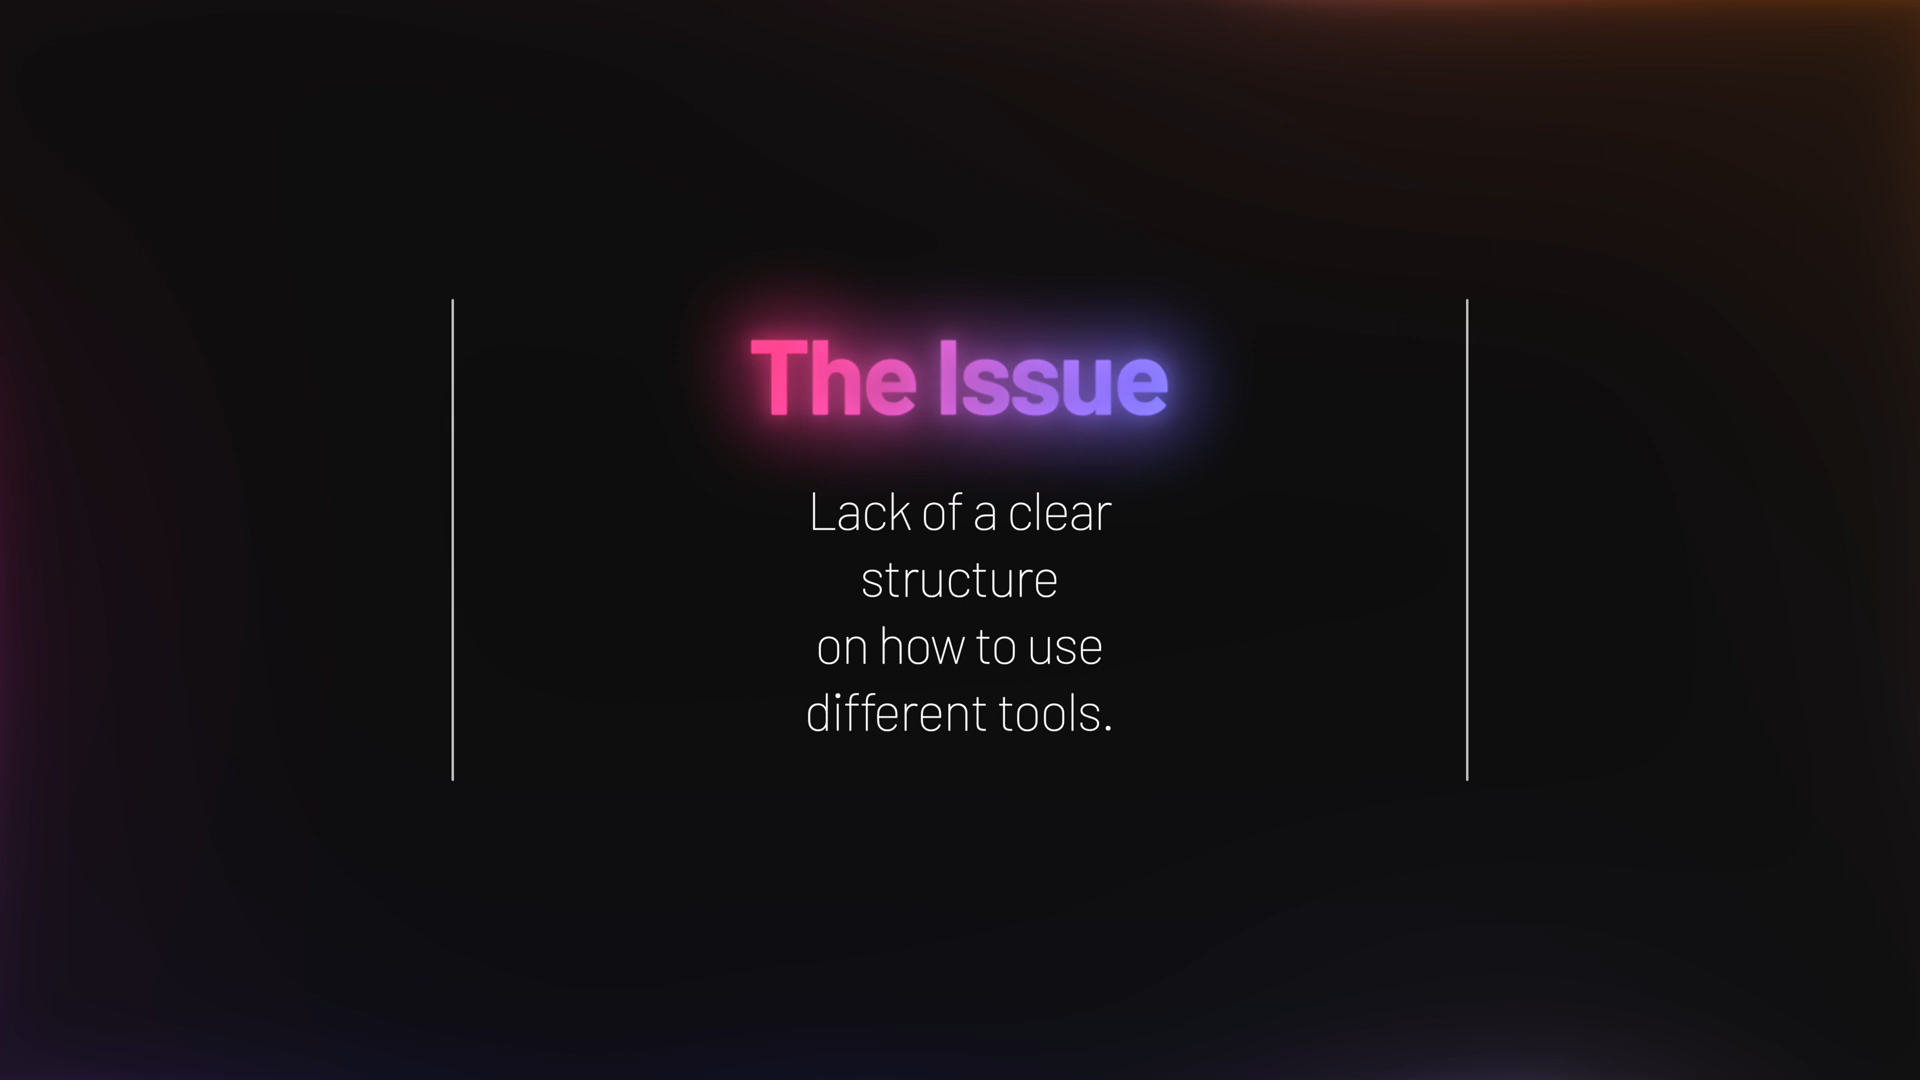 The Issue
Lack of a clear
structure
on how to use
different tools.